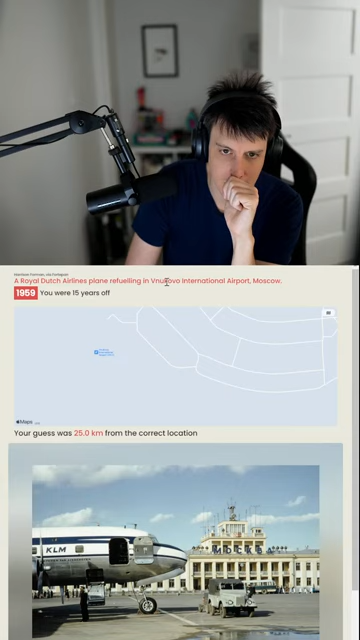 A Royal Dutch Airlines plane refuelling in Vnukovo International Airport, Moscow.
1959 You were 15 years off
Maps
Your guess was 25.0 km from the correct location
KLM